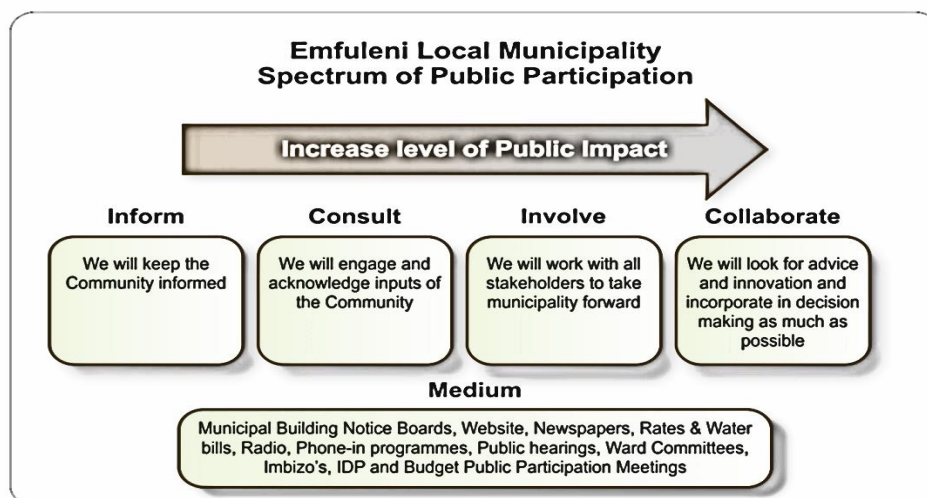 Emfuleni Local Municipality
Spectrum of Public Participation
Increase level of Public Impact
Inform
We will keep the
Community informed
Consult
We will engage and
acknowledge inputs of
the Community
Involve
We will work with all
stakeholders to take
municipality forward
Collaborate
We will look for advice
and innovation and
incorporate in decision
making as much as
possible
Medium
Municipal Building Notice Boards, Website, Newspapers, Rates & Water
bills, Radio, Phone-in programmes, Public hearings, Ward Committees,
Imbizo's, IDP and Budget Public Participation Meetings